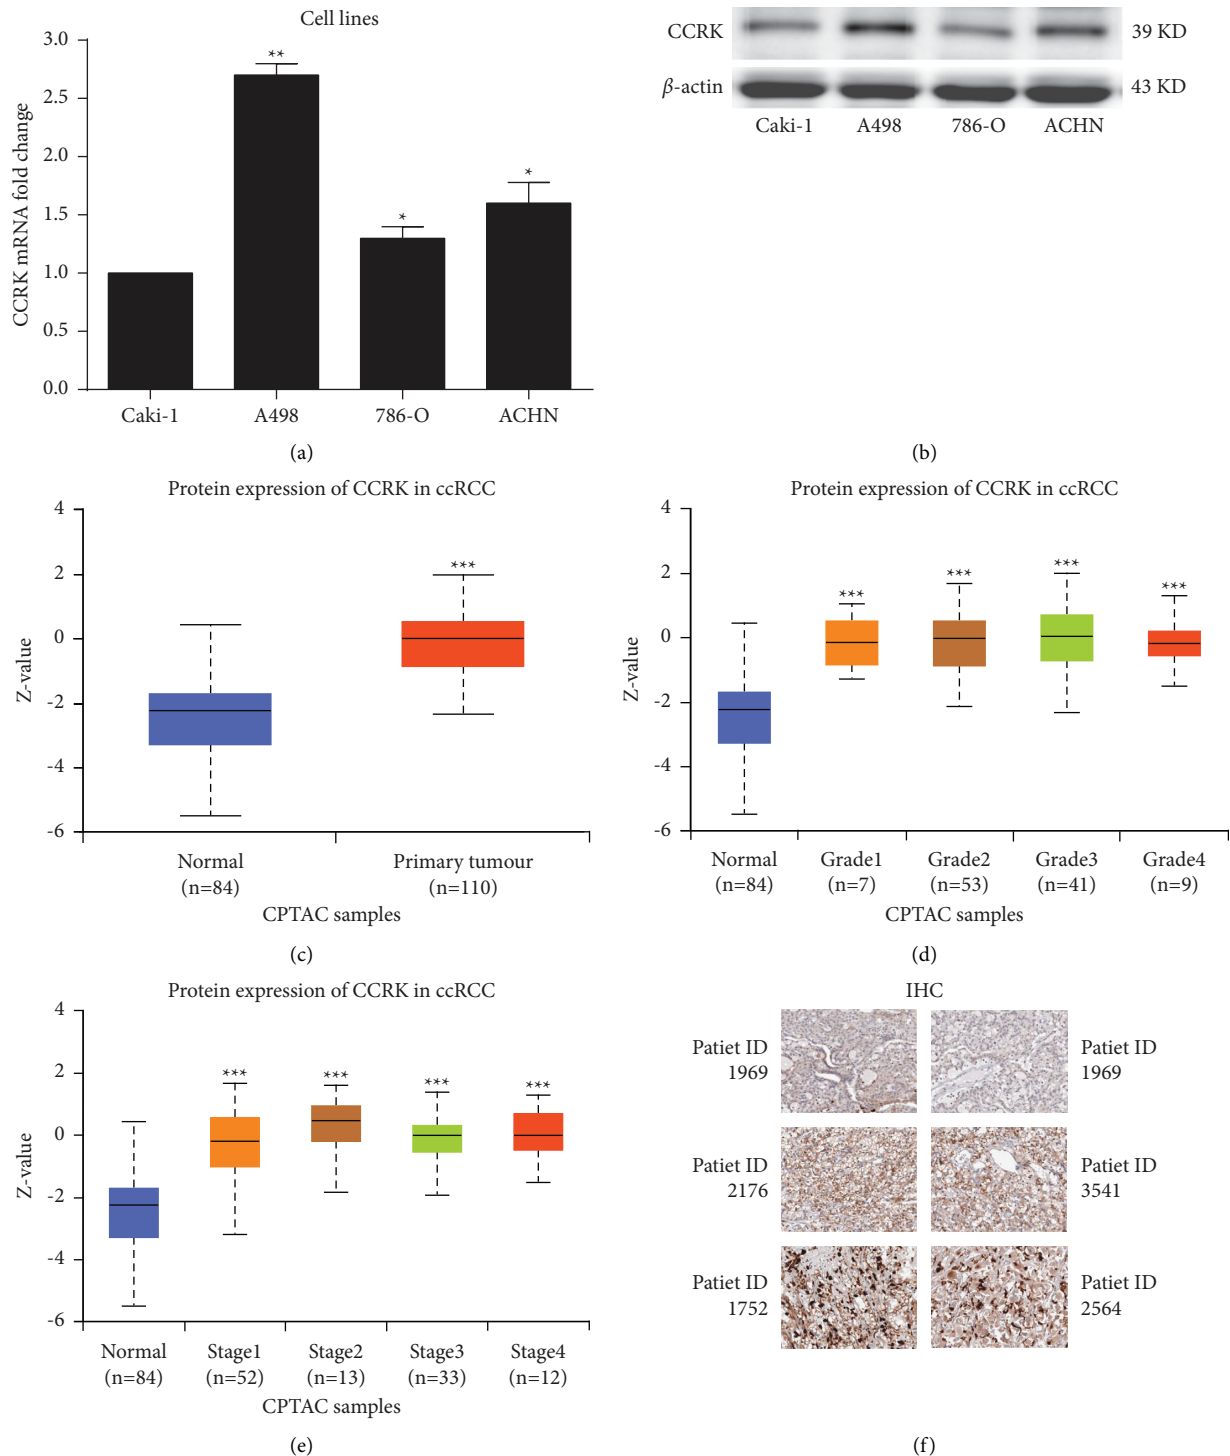 Cell lines
CCRK mRNA fold change
3.0
2.5
2.0
1.5
1.0
0.5
0.0
**
*
*
Caki-1 A498 786-O ACHN
(a)
CCRK 39 KD
β-actin 43 KD
Caki-1 A498 786-O ACHN
(b)
Protein expression of CCRK in ccRCC
Z-value
4
2
0
-2
-4
-6
***
Normal Primary tumour
(n=84) (n=110)
CPTAC samples
(c)
Protein expression of CCRK in ccRCC
Z-value
4
2
0
-2
-4
-6
*** *** *** ***
Normal Grade1 Grade2 Grade3 Grade4
(n=84) (n=7) (n=53) (n=41) (n=9)
CPTAC samples
(d)
Protein expression of CCRK in ccRCC
Z-value
4
2
0
-2
-4
-6
*** *** *** ***
Normal Stage1 Stage2 Stage3 Stage4
(n=84) (n=52) (n=13) (n=33) (n=12)
CPTAC samples
(e)
IHC
Patiet ID
1969
Patiet ID
1969
Patiet ID
2176
Patiet ID
3541
Patiet ID
1752
Patiet ID
2564
(f)